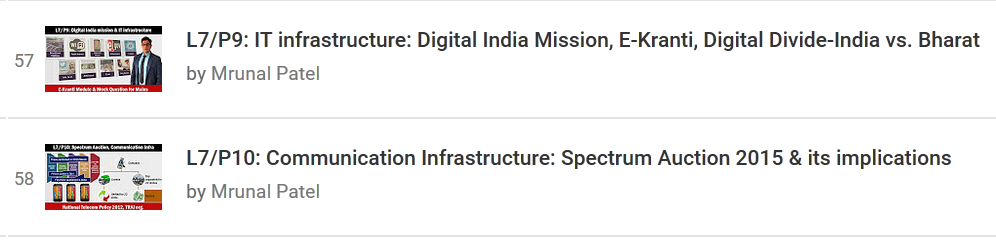 57
L7/P9: Digital India mission & IT infrastructure
E-Kranti Module & Mock Question for Mains
L7/P9: IT infrastructure: Digital India Mission, E-Kranti, Digital Divide-India vs. Bharat
by Mrunal Patel
58
L7/P10: Spectrum Auction, Communication Infra
National Telecom Policy 2012, TRAI
L7/P10: Communication Infrastructure: Spectrum Auction 2015 & its implications
by Mrunal Patel